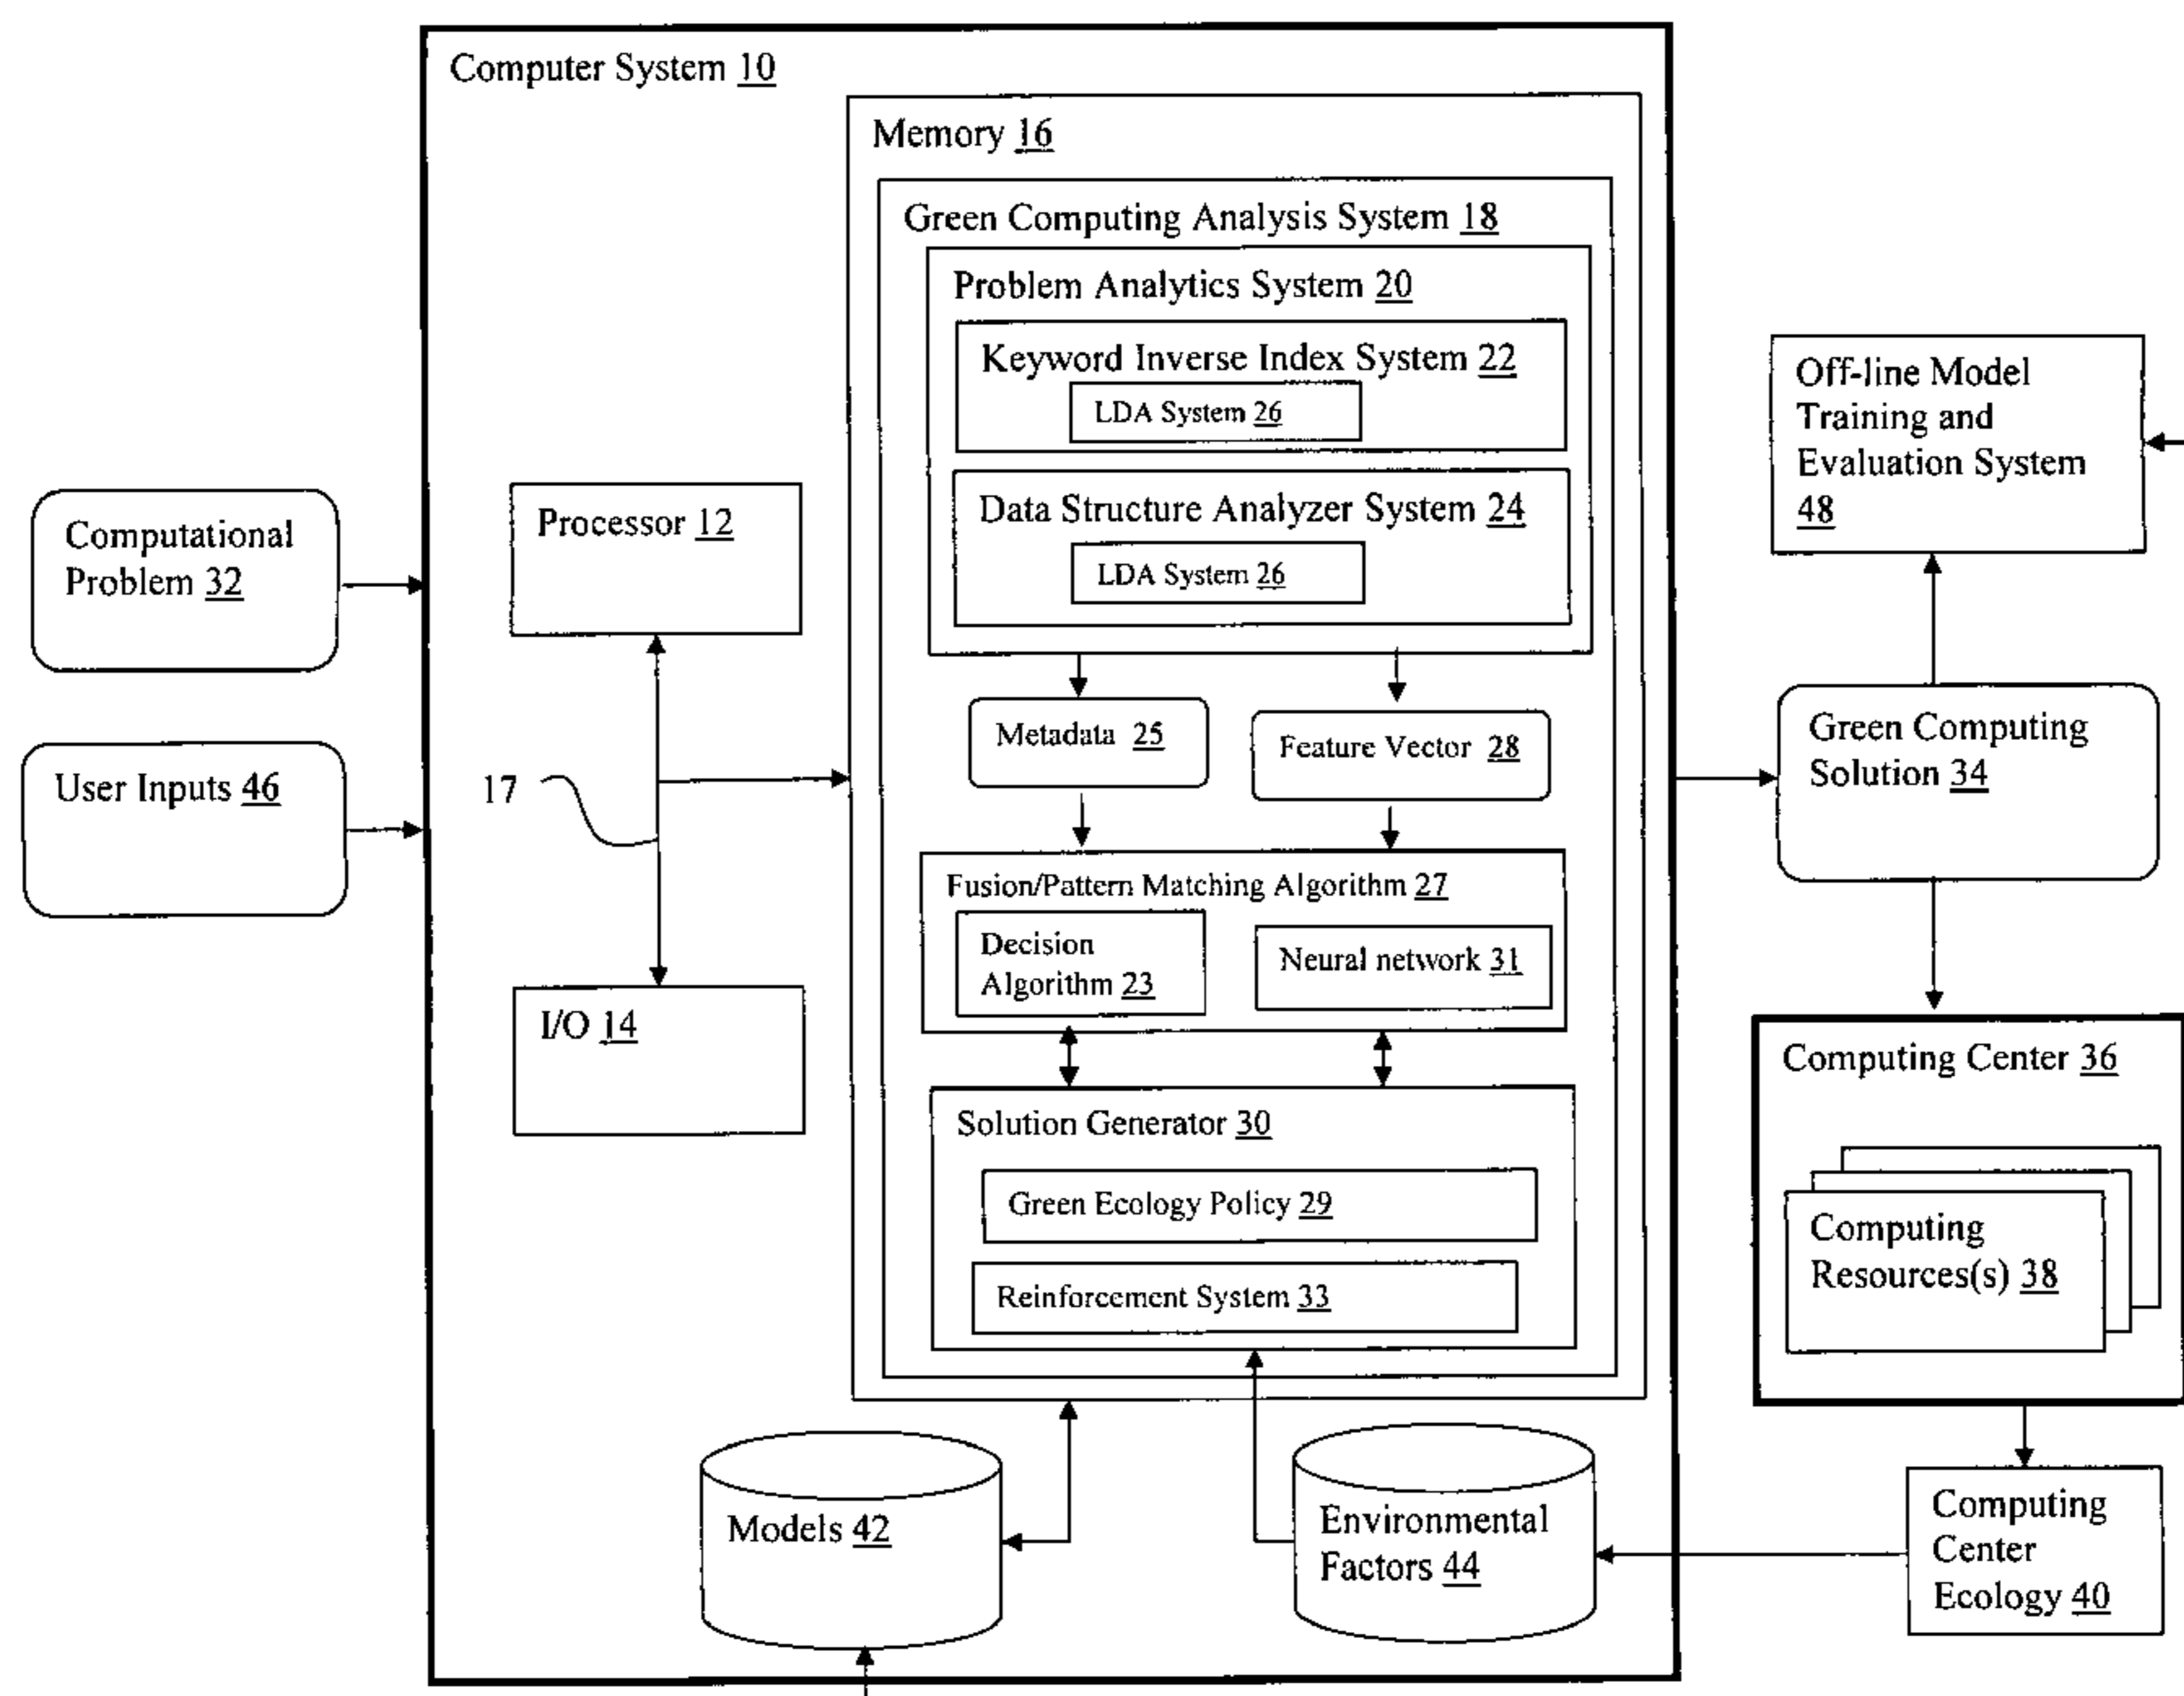 Computer System 10
Memory 16
Green Computing Analysis System 18
Problem Analytics System 20
Keyword Inverse Index System 22
LDA System 26
Data Structure Analyzer System 24
LDA System 26
Metadata 25
Feature Vector 28
Fusion/Pattern Matching Algorithm 27
Decision
Algorithm 23
Neural network 31
Solution Generator 30
Green Ecology Policy 29
Reinforcement System 33
Computational
Problem 32
User Inputs 46
Processor 12
17
I/O 14
Models 42
Environmental
Factors 44
Off-line Model
Training and
Evaluation System
48
Green Computing
Solution 34
Computing Center 36
Computing
Resources(s) 38
Computing
Center
Ecology 40